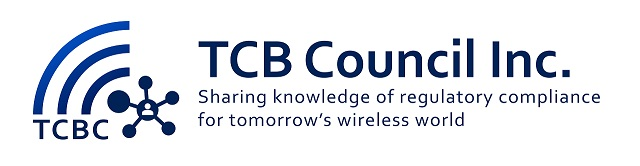 TCB Council Inc.
Sharing knowledge of regulatory compliance
for tomorrow's wireless world
TCBC